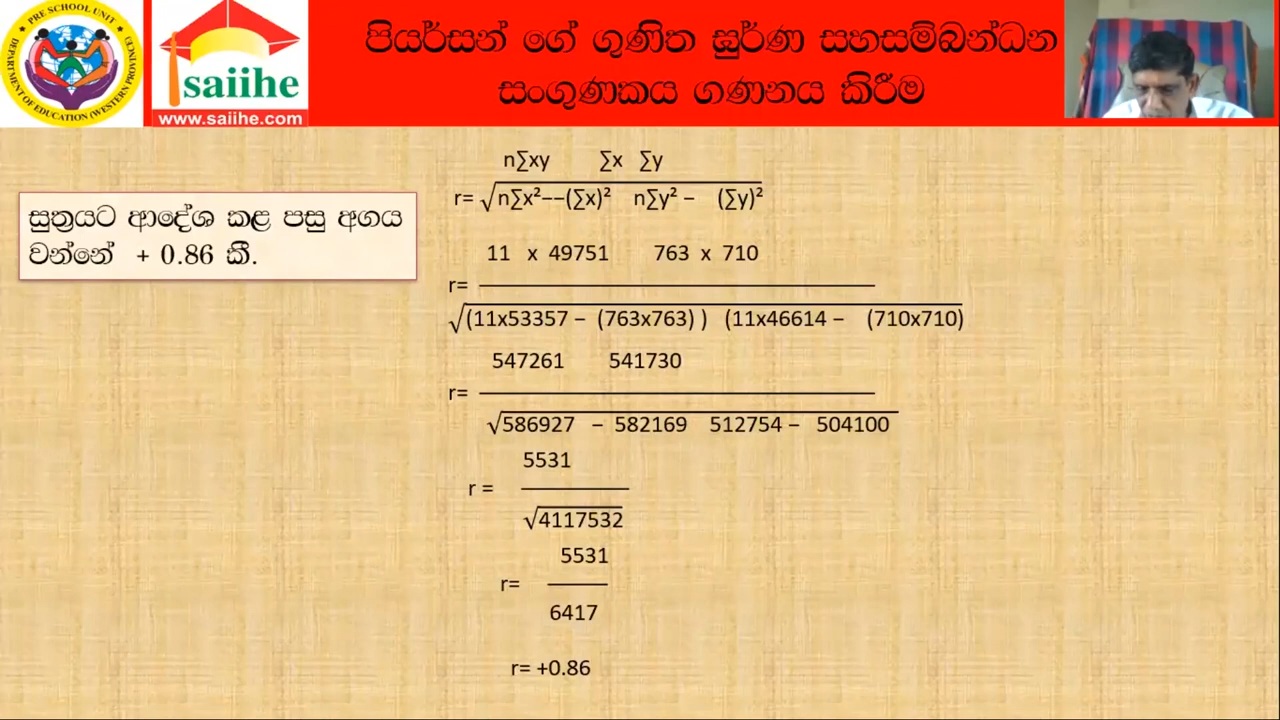 PRE SCHOOL UNIT
DEPARTMENT OF EDUCATION (WESTERN PROVINCE)
saiihe
www.saiihe.com
පියර්සන් ගේ ගුණිත ඝුර්ණ සහසම්බන්ධන
සංගුණකය ගණනය කිරීම
සුත්‍රයට ආදේශ කළ පසු අගය
වන්නේ + 0.86 කී.
n∑xy ∑x ∑y
r= √n∑x²−−(∑x)² n∑y² − (∑y)²
11 x 49751 763 x 710
r=
√(11x53357 − (763x763) ) (11x46614 − (710x710)
547261 541730
r=
√586927 − 582169 512754 − 504100
5531
r =
√4117532
5531
r=
6417
r= +0.86